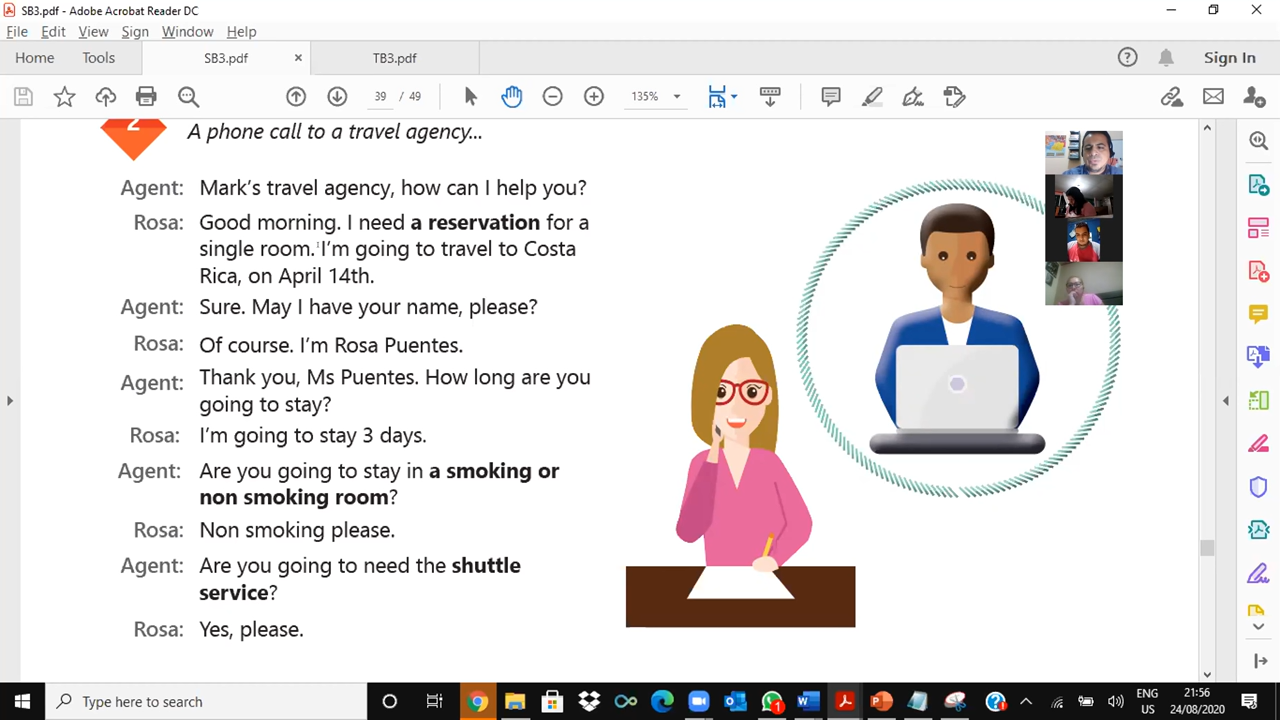 SB3.pdf - Adobe Acrobat Reader DC
File Edit View Sign Window Help
Home Tools SB3.pdf × TB3.pdf Sign In
39 / 49 135%
2 A phone call to a travel agency...
Agent: Mark's travel agency, how can I help you?
Rosa: Good morning. I need a reservation for a
single room. I'm going to travel to Costa
Rica, on April 14th.
Agent: Sure. May I have your name, please?
Rosa: Of course. I'm Rosa Puentes.
Agent: Thank you, Ms Puentes. How long are you
going to stay?
Rosa: I'm going to stay 3 days.
Agent: Are you going to stay in a smoking or
non smoking room?
Rosa: Non smoking please.
Agent: Are you going to need the shuttle
service?
Rosa: Yes, please.
Type here to search
ENG 21:56
US 24/08/2020